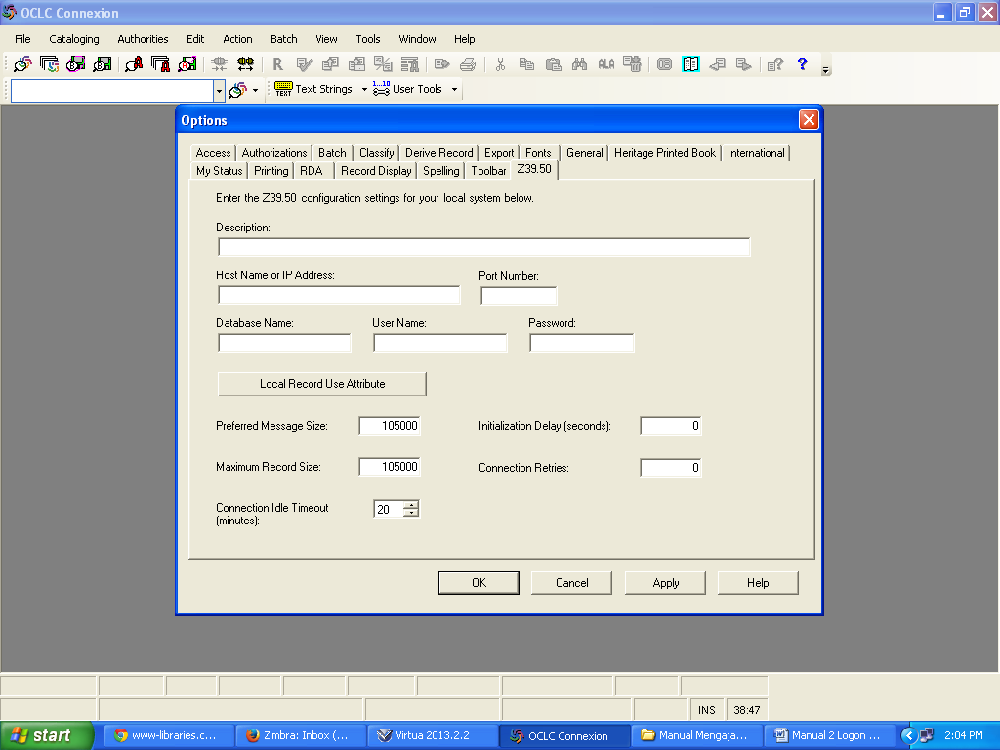 OCLC Connexion
File Cataloging Authorities Edit Action Batch View Tools Window Help
Text Strings User Tools
Options
Access Authorizations Batch Classify Derive Record Export Fonts General Heritage Printed Book International
My Status Printing RDA Record Display Spelling Toolbar Z39.50
Enter the Z39.50 configuration settings for your local system below.
Description:
Host Name or IP Address: Port Number:
Database Name: User Name: Password:
Local Record Use Attribute
Preferred Message Size: 105000 Initialization Delay (seconds): 0
Maximum Record Size: 105000 Connection Retries: 0
Connection Idle Timeout 20
(minutes):
OK Cancel Apply Help
INS 38:47
start www-libraries.c... Zimbra: Inbox (... Virtua 2013.2.2 OCLC Connexion Manual Mengaja... Manual 2 Logon ... 2:04 PM